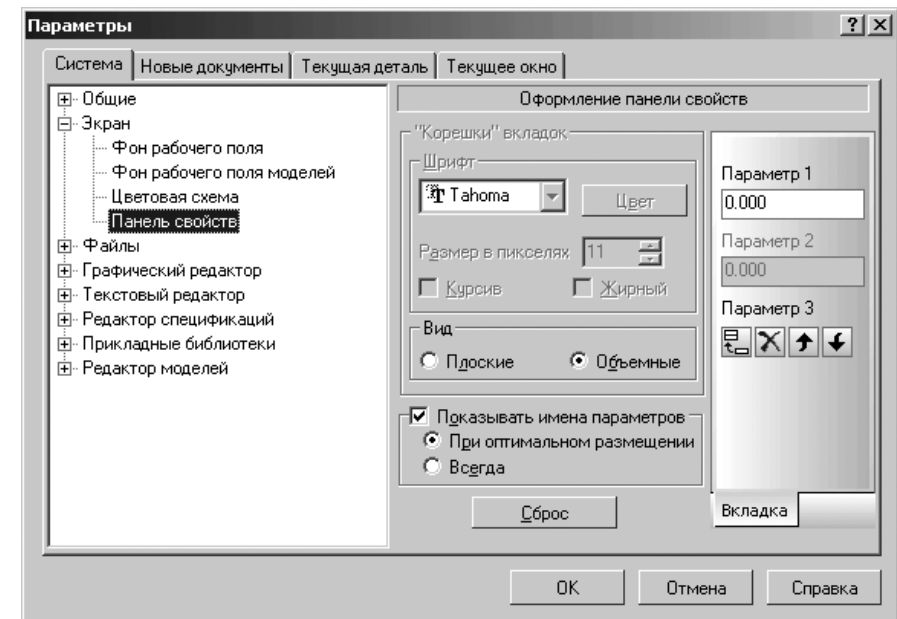 Параметры
Система Новые документы Текущая деталь Текущее окно
Общие
Экран
Фон рабочего поля
Фон рабочего поля моделей
Цветовая схема
Панель свойств
Файлы
Графический редактор
Текстовый редактор
Редактор спецификаций
Прикладные библиотеки
Редактор моделей
Оформление панели свойств
"Корешки" вкладок
Шрифт
Tahoma
Цвет
Размер в пикселях 11
Курсив Жирный
Вид
Плоские Объемные
Показывать имена параметров
При оптимальном размещении
Всегда
Сброс
Параметр 1
0.000
Параметр 2
0.000
Параметр 3
Вкладка
OK Отмена Справка